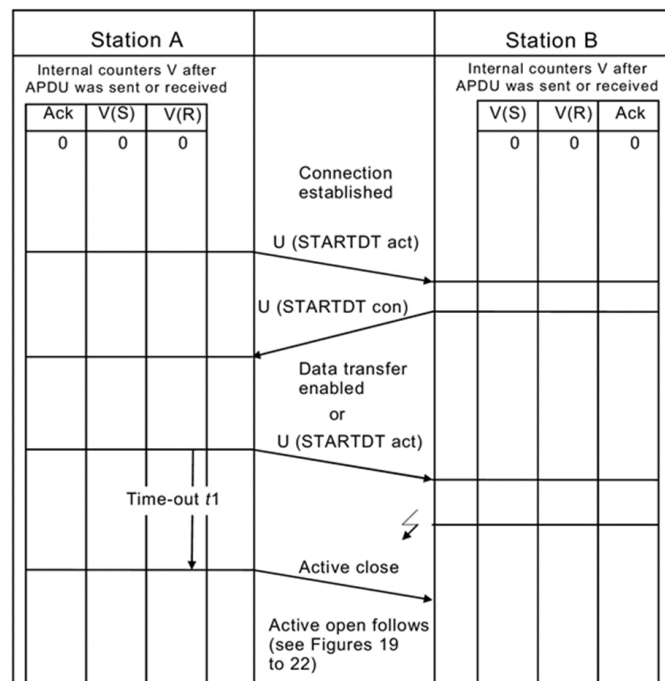 Station A
Station B
Internal counters V after
APDU was sent or received
Internal counters V after
APDU was sent or received
Ack V(S) V(R)
V(S) V(R) Ack
0 0 0
0 0 0
Connection
established
U (STARTDT act)
U (STARTDT con)
Data transfer
enabled
or
U (STARTDT act)
Time-out t1
Active close
Active open follows
(see Figures 19
to 22)